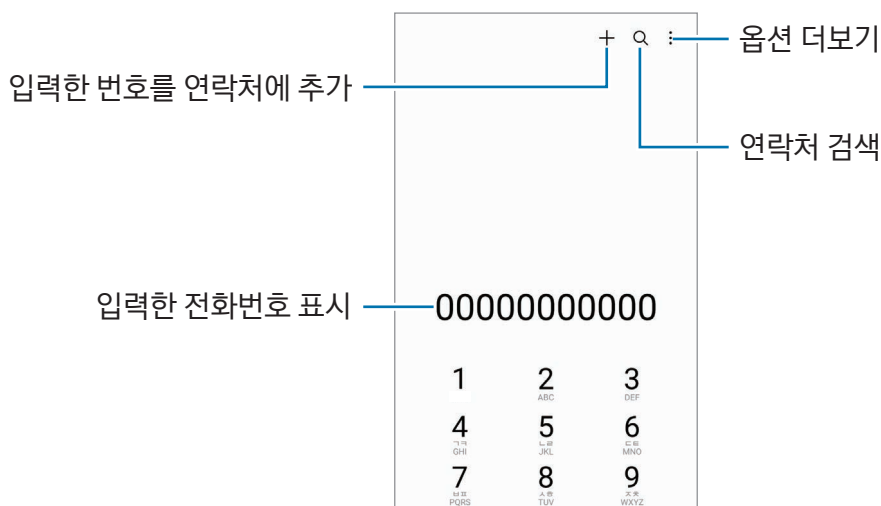 옵션 더보기
입력한 번호를 연락처에 추가
연락처 검색
입력한 전화번호 표시
00000000000
1 2 3
ABC DEF
4 5 6
ㄱㅋ ㄴㄹ ㄷㅌ
GHI JKL MNO
7 8 9
ㅂㅍ ㅅㅎ ㅈㅊ
PQRS TUV WXYZ